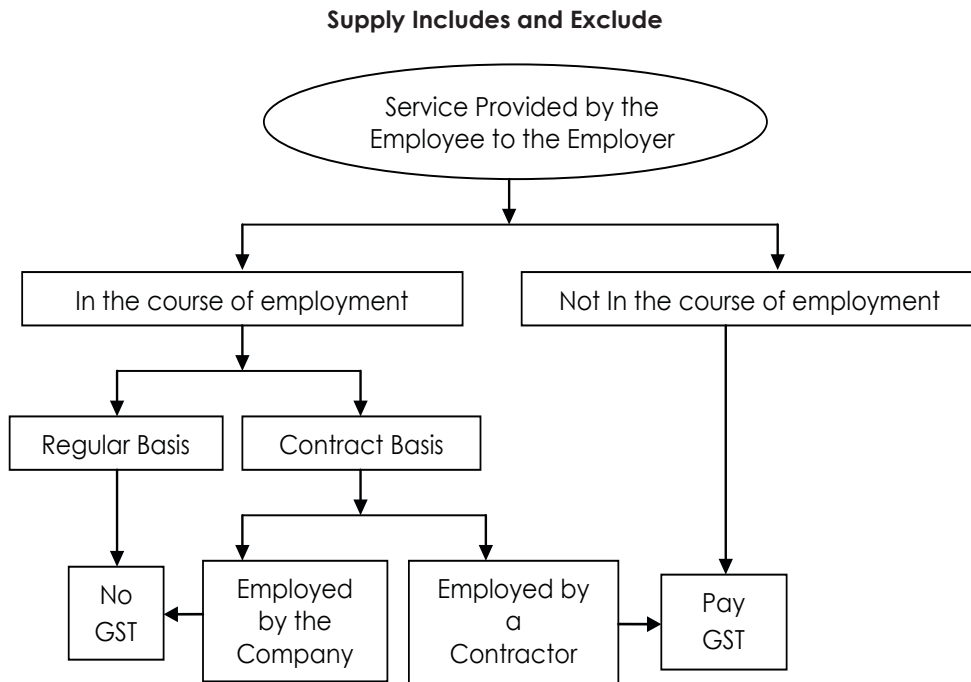 Supply Includes and Exclude
Service Provided by the
Employee to the Employer
In the course of employment
Not In the course of employment
Regular Basis
Contract Basis
No
GST
Employed
by the
Company
Employed by
a
Contractor
Pay
GST